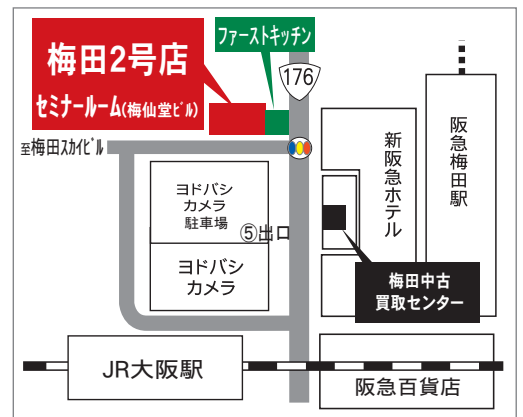 梅田2号店
セミナールーム(梅仙堂ビル)
ファーストキッチン
176
至梅田スカイビル
阪急梅田駅
新阪急ホテル
ヨドバシ
カメラ
駐車場
⑤出口
ヨドバシ
カメラ
梅田中古
買取センター
JR大阪駅
阪急百貨店